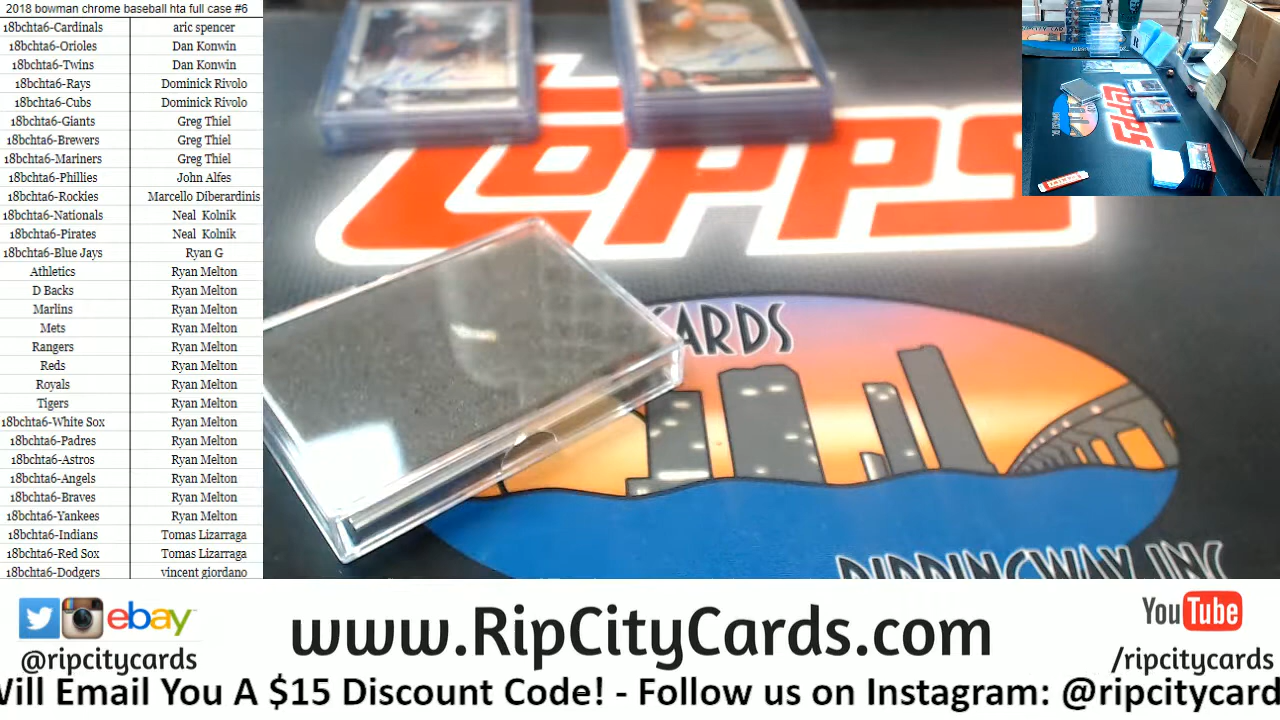 2018 bowman chrome baseball hta full case #6
18bchta6-Cardinals aric spencer
18bchta6-Orioles Dan Konwin
18bchta6-Twins Dan Konwin
18bchta6-Rays Dominick Rivolo
18bchta6-Cubs Dominick Rivolo
18bchta6-Giants Greg Thiel
18bchta6-Brewers Greg Thiel
18bchta6-Mariners Greg Thiel
18bchta6-Phillies John Alfes
18bchta6-Rockies Marcello Diberardinis
18bchta6-Nationals Neal Kolnik
18bchta6-Pirates Neal Kolnik
18bchta6-Blue Jays Ryan G
Athletics Ryan Melton
D Backs Ryan Melton
Marlins Ryan Melton
Mets Ryan Melton
Rangers Ryan Melton
Reds Ryan Melton
Royals Ryan Melton
Tigers Ryan Melton
18bchta6-White Sox Ryan Melton
18bchta6-Padres Ryan Melton
18bchta6-Astros Ryan Melton
18bchta6-Angels Ryan Melton
18bchta6-Braves Ryan Melton
18bchta6-Yankees Ryan Melton
18bchta6-Indians Tomas Lizarraga
18bchta6-Red Sox Tomas Lizarraga
18bchta6-Dodgers vincent giordano
Topps
CARDS
RIPPINGWAY INC
Topps
ebay
@ripcitycards
www.RipCityCards.com
YouTube
/ripcitycards
Will Email You A $15 Discount Code! - Follow us on Instagram: @ripcitycard